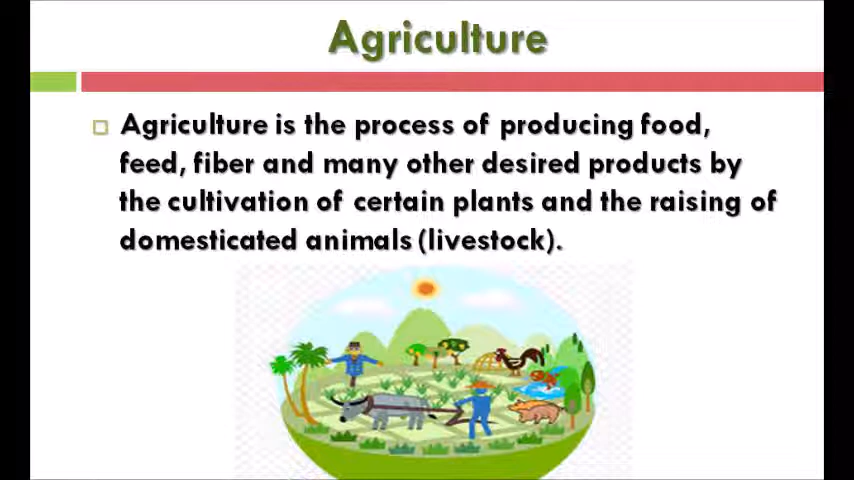 Agriculture
Agriculture is the process of producing food,
feed, fiber and many other desired products by
the cultivation of certain plants and the raising of
domesticated animals (livestock).